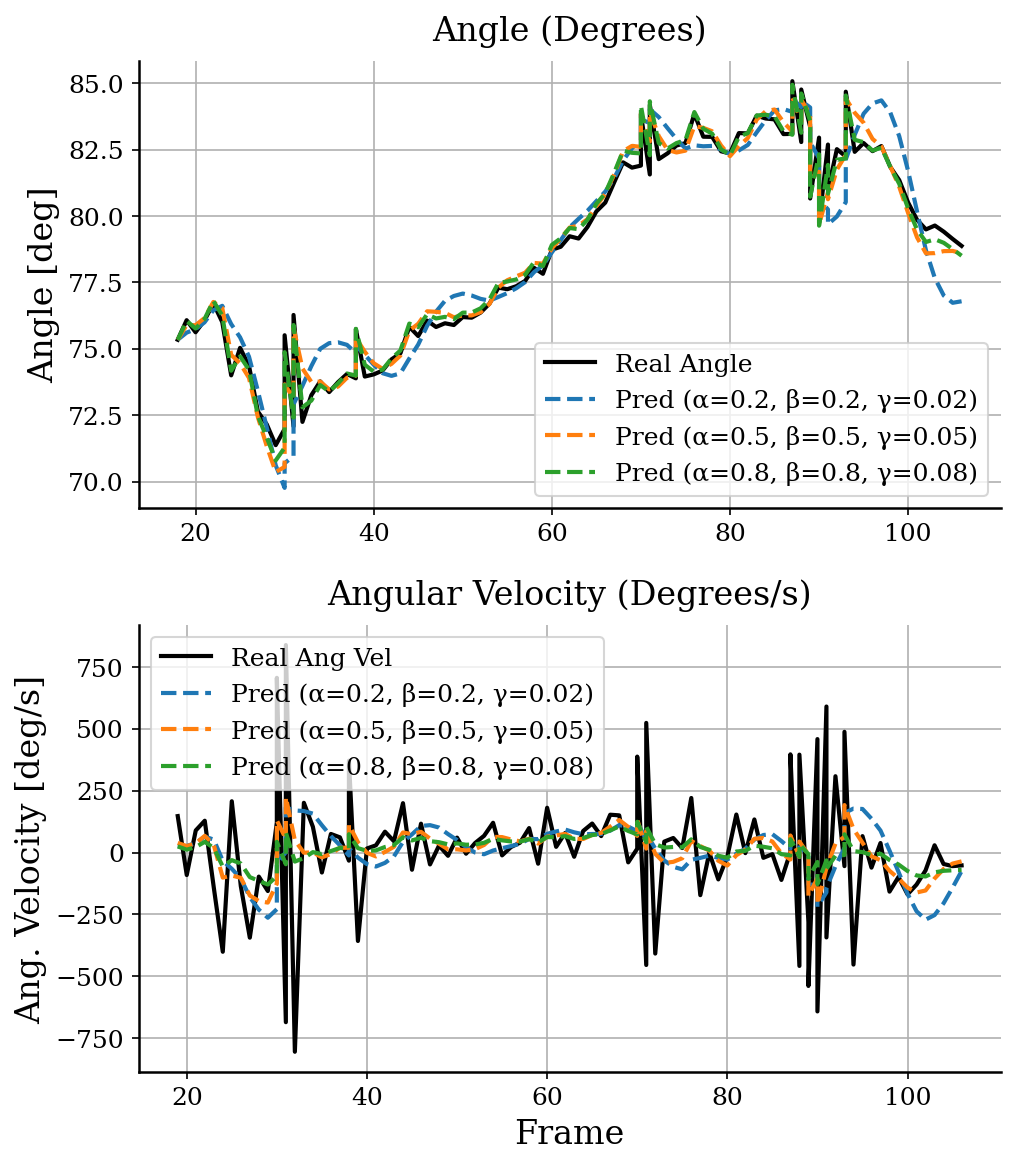 Angle (Degrees)
Angle [deg]
85.0
82.5
80.0
77.5
75.0
72.5
70.0
Real Angle
Pred (α=0.2, β=0.2, γ=0.02)
Pred (α=0.5, β=0.5, γ=0.05)
Pred (α=0.8, β=0.8, γ=0.08)
20 40 60 80 100
Angular Velocity (Degrees/s)
Ang. Velocity [deg/s]
750
500
250
0
−250
−500
−750
Real Ang Vel
Pred (α=0.2, β=0.2, γ=0.02)
Pred (α=0.5, β=0.5, γ=0.05)
Pred (α=0.8, β=0.8, γ=0.08)
20 40 60 80 100
Frame